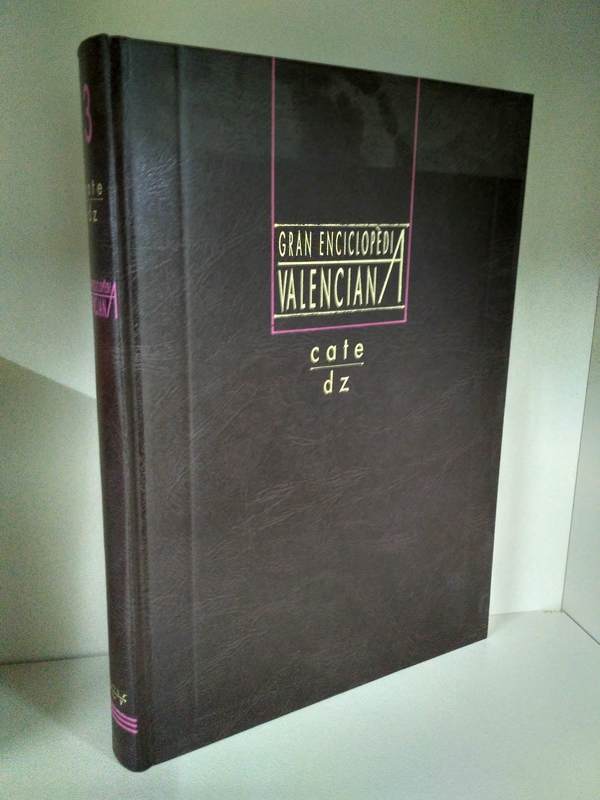 3
cate
dz
GRAN ENCICLOPÈDIA
VALENCIANA
cate
dz